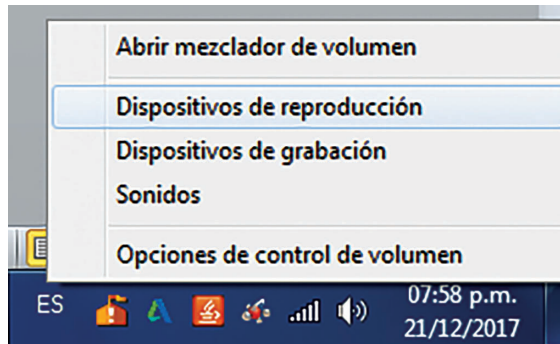 Abrir mezclador de volumen
Dispositivos de reproducción
Dispositivos de grabación
Sonidos
Opciones de control de volumen
ES
07:58 p.m.
21/12/2017